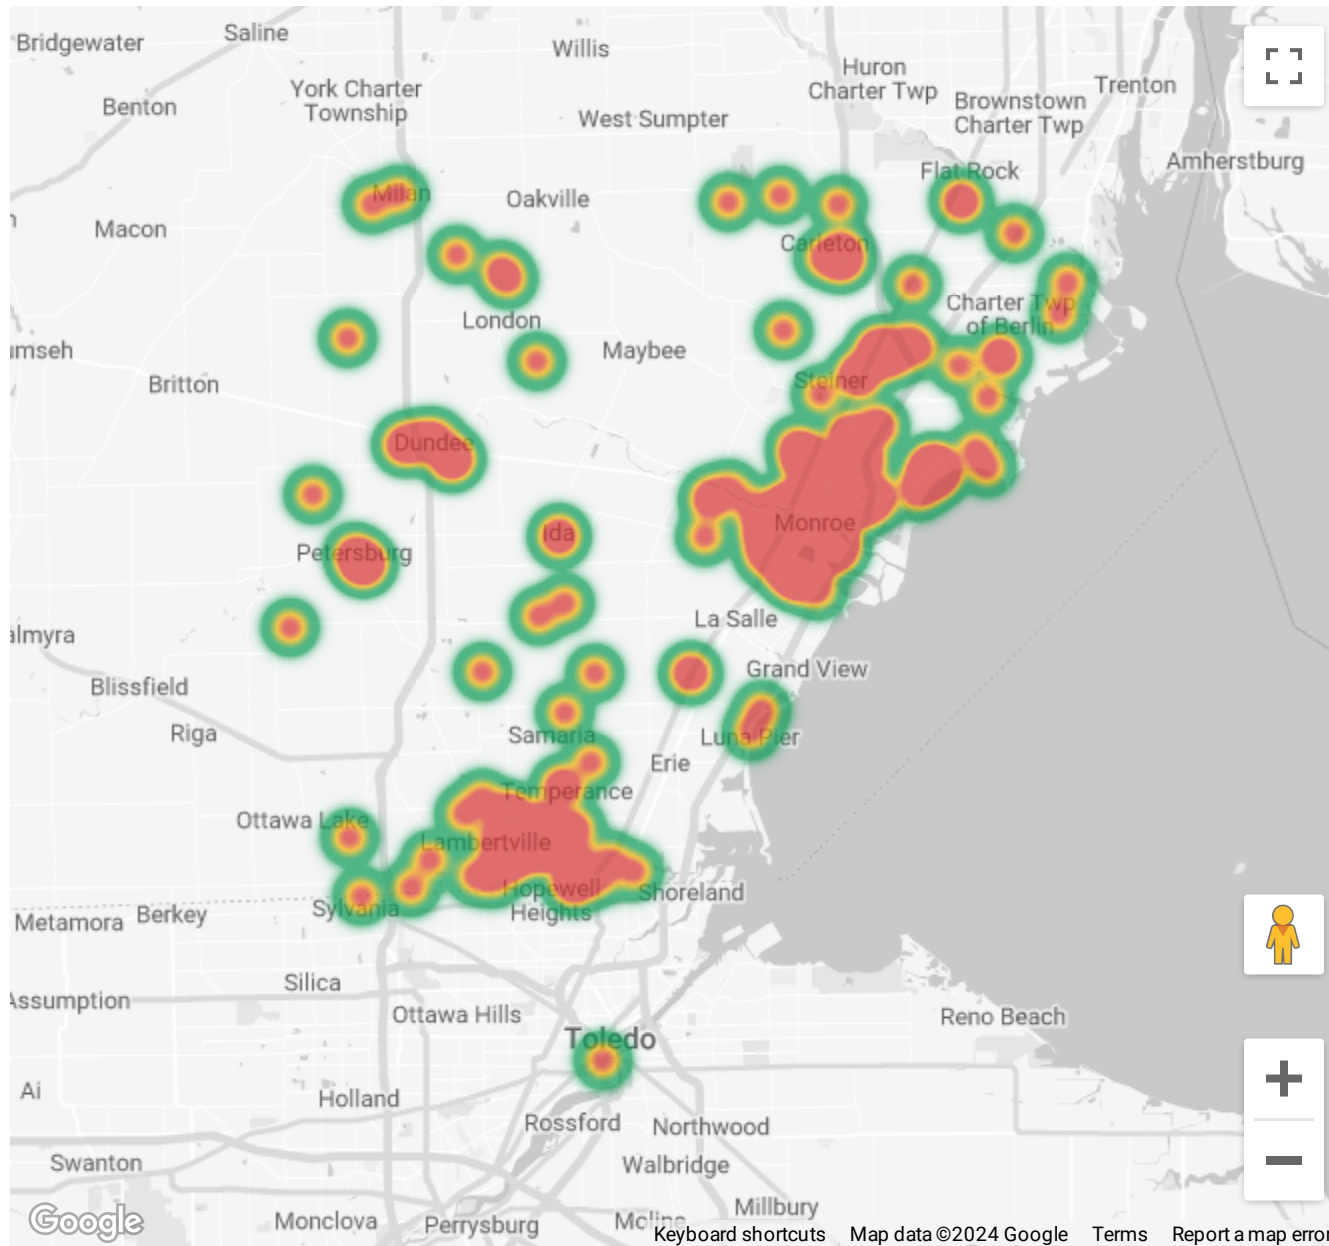 Saline
Bridgewater
Willis
Huron
Charter Twp
Trenton
York Charter
Township
Benton
Brownstown
Charter Twp
West Sumpter
Amherstburg
Flat Rock
Milan
Oakville
Macon
Carleton
Charter Twp
of Berlin
London
Maybee
Britton
Steiner
Dundee
Monroe
Ida
Petersburg
La Salle
Grand View
Blissfield
Riga
Samaria
Luna Pier
Erie
Temperance
Ottawa Lake
Lambertville
Hopewell
Heights
Shoreland
Sylvania
Metamora
Berkey
Silica
Assumption
Ottawa Hills
Reno Beach
Toledo
Ai
Holland
Rossford
Northwood
Swanton
Walbridge
Millbury
Monclova
Perrysburg
Google
Keyboard shortcuts
Map data ©2024 Google
Terms
Report a map error